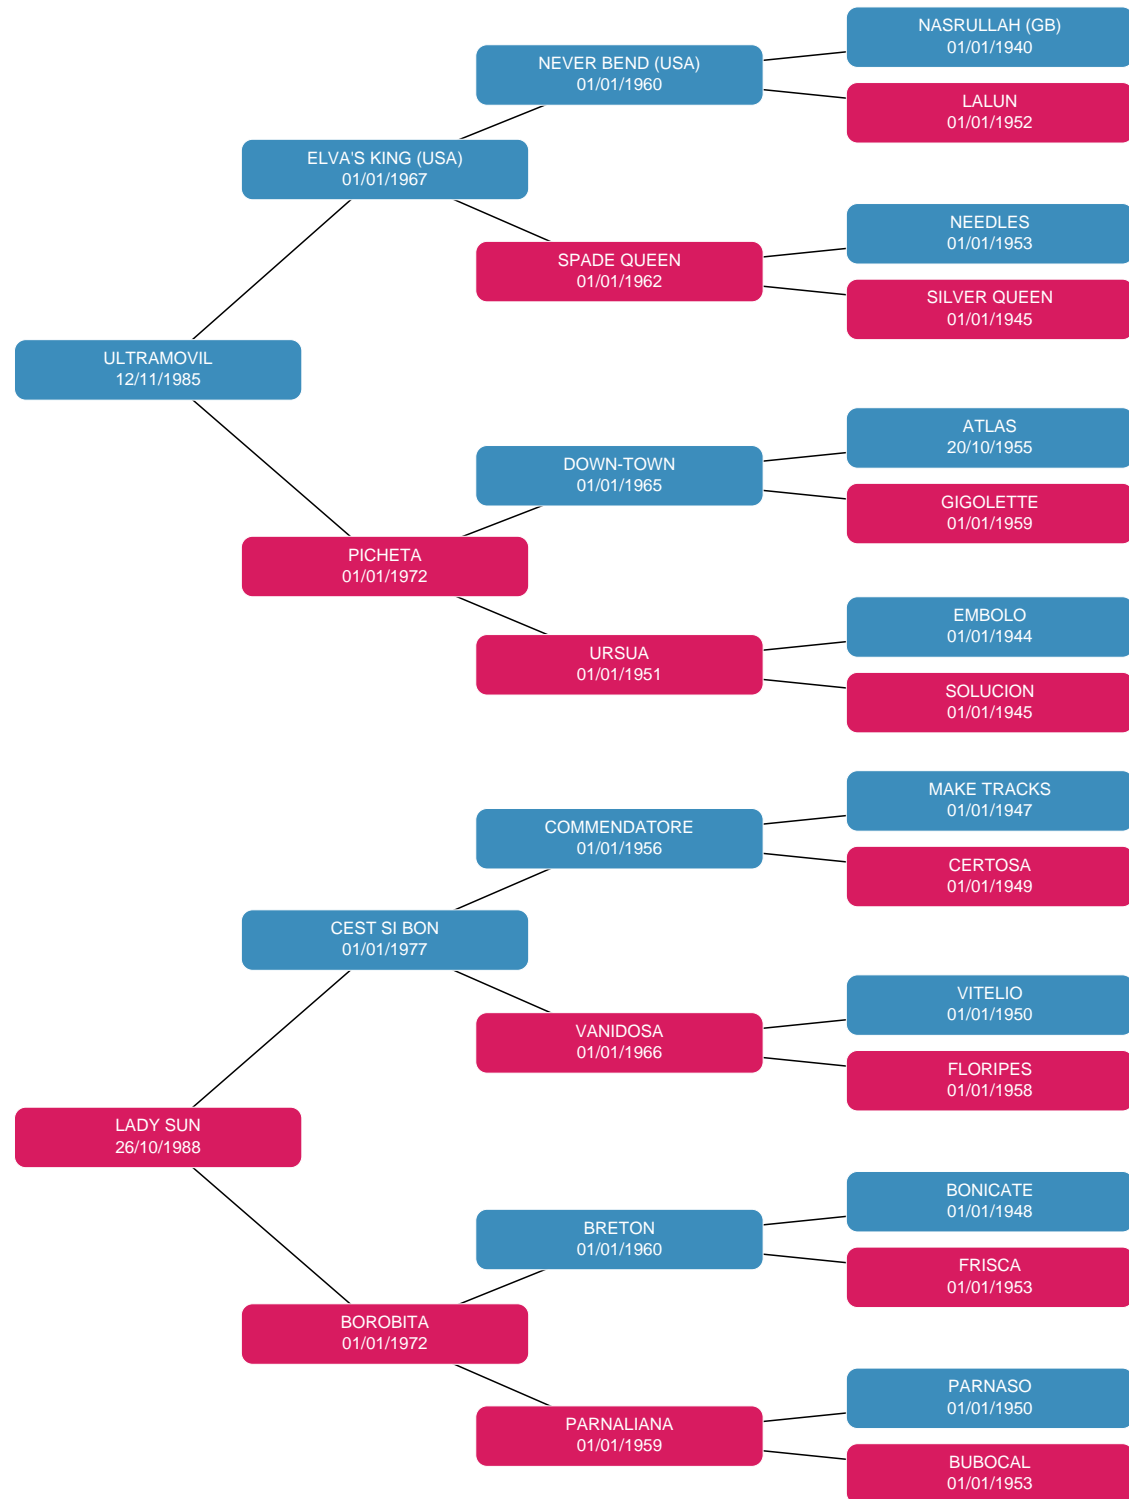 NASRULLAH (GB)
01/01/1940
NEVER BEND (USA)
01/01/1960
LALUN
01/01/1952
ELVA'S KING (USA)
01/01/1967
NEEDLES
01/01/1953
SPADE QUEEN
01/01/1962
SILVER QUEEN
01/01/1945
ULTRAMOVIL
12/11/1985
ATLAS
20/10/1955
DOWN-TOWN
01/01/1965
GIGOLETTE
01/01/1959
PICHETA
01/01/1972
EMBOLO
01/01/1944
URSUA
01/01/1951
SOLUCION
01/01/1945
MAKE TRACKS
01/01/1947
COMMENDATORE
01/01/1956
CERTOSA
01/01/1949
CEST SI BON
01/01/1977
VITELIO
01/01/1950
VANIDOSA
01/01/1966
FLORIPES
01/01/1958
LADY SUN
26/10/1988
BONICATE
01/01/1948
BRETON
01/01/1960
FRISCA
01/01/1953
BOROBITA
01/01/1972
PARNASO
01/01/1950
PARNALIANA
01/01/1959
BUBOCAL
01/01/1953